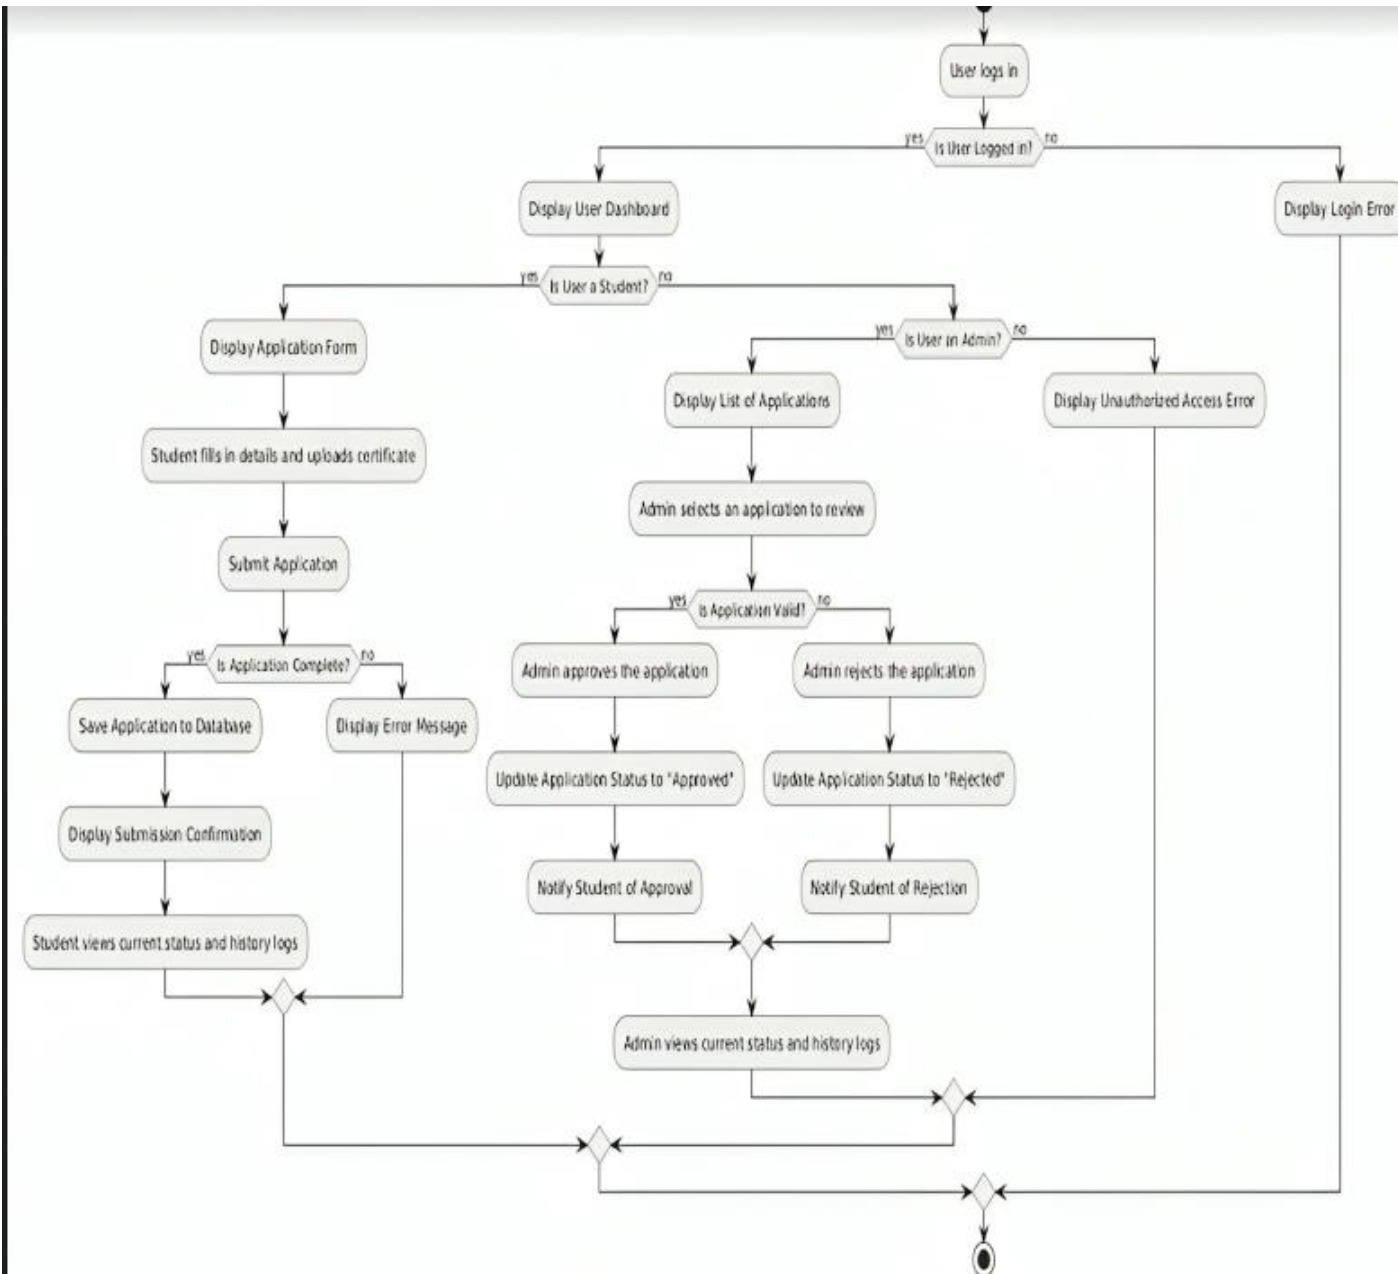 User logs in
yes
Is User Logged in?
no
Display User Dashboard
Display Login Error
yes
Is User a Student?
no
Display Application Form
yes
Is User an Admin?
no
Display List of Applications
Display Unauthorized Access Error
Student fills in details and uploads certificate
Admin selects an application to review
Submit Application
yes
Is Application Valid?
no
yes
Is Application Complete?
no
Admin approves the application
Admin rejects the application
Save Application to Database
Display Error Message
Update Application Status to "Approved"
Update Application Status to "Rejected"
Display Submission Confirmation
Notify Student of Approval
Notify Student of Rejection
Student views current status and history logs
Admin views current status and history logs